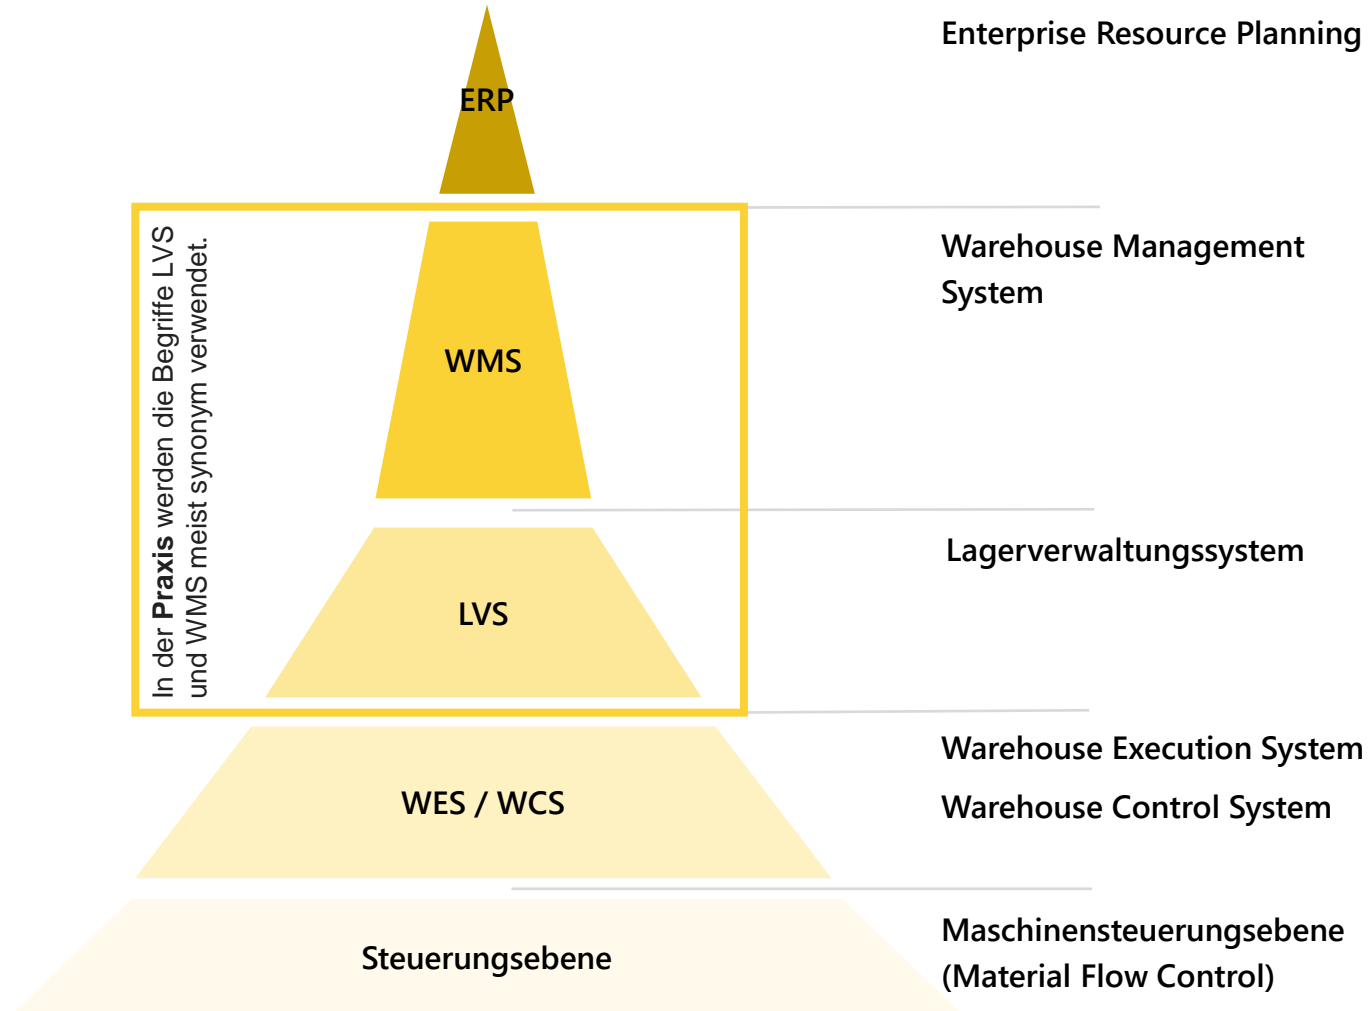 Enterprise Resource Planning
ERP
In der Praxis werden die Begriffe LVS
und WMS meist synonym verwendet.
Warehouse Management
System
WMS
Lagerverwaltungssystem
LVS
Warehouse Execution System
WES / WCS
Warehouse Control System
Maschinensteuerungsebene
Steuerungsebene
(Material Flow Control)